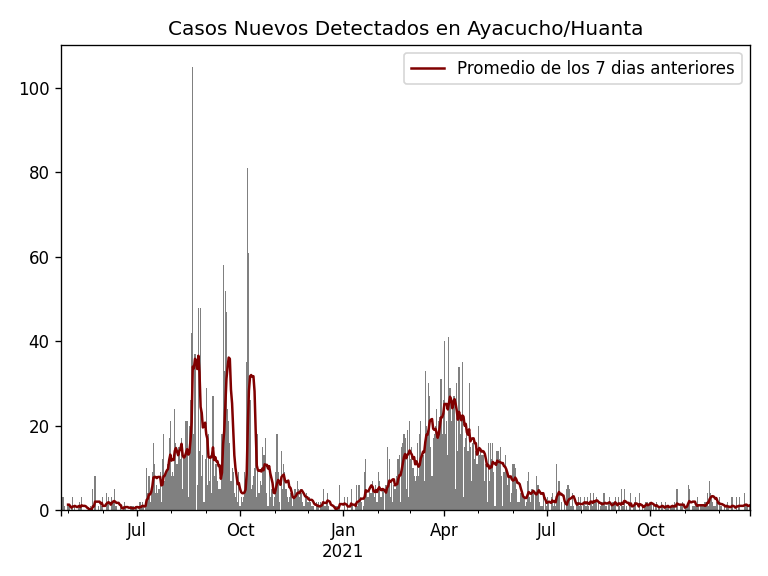 Casos Nuevos Detectados en Ayacucho/Huanta
Promedio de los 7 dias anteriores
100
80
60
40
20
0
Jul
Oct
Jan
2021
Apr
Jul
Oct